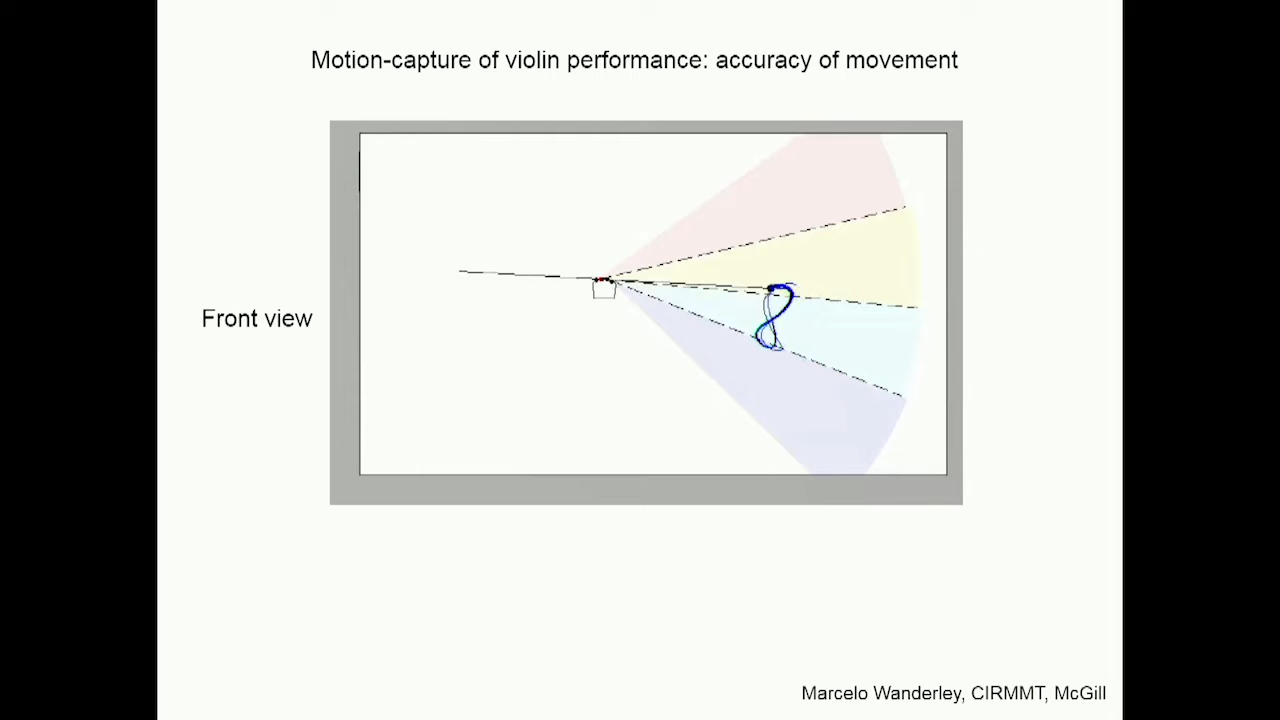 Motion-capture of violin performance: accuracy of movement
Front view
Marcelo Wanderley, CIRMMT, McGill